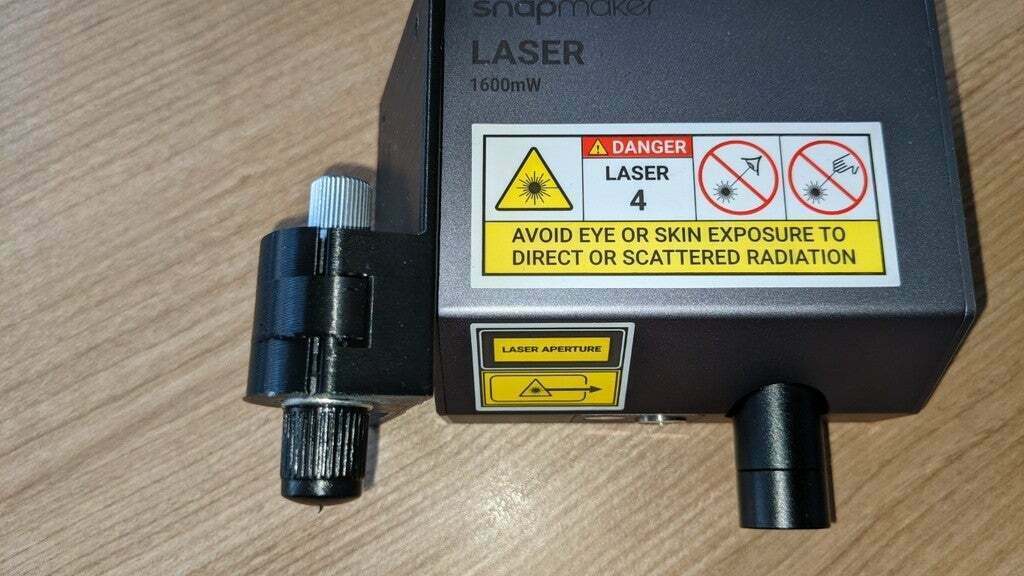 snapmaker
LASER
1600mW
DANGER
LASER
4
AVOID EYE OR SKIN EXPOSURE TO
DIRECT OR SCATTERED RADIATION
LASER APERTURE